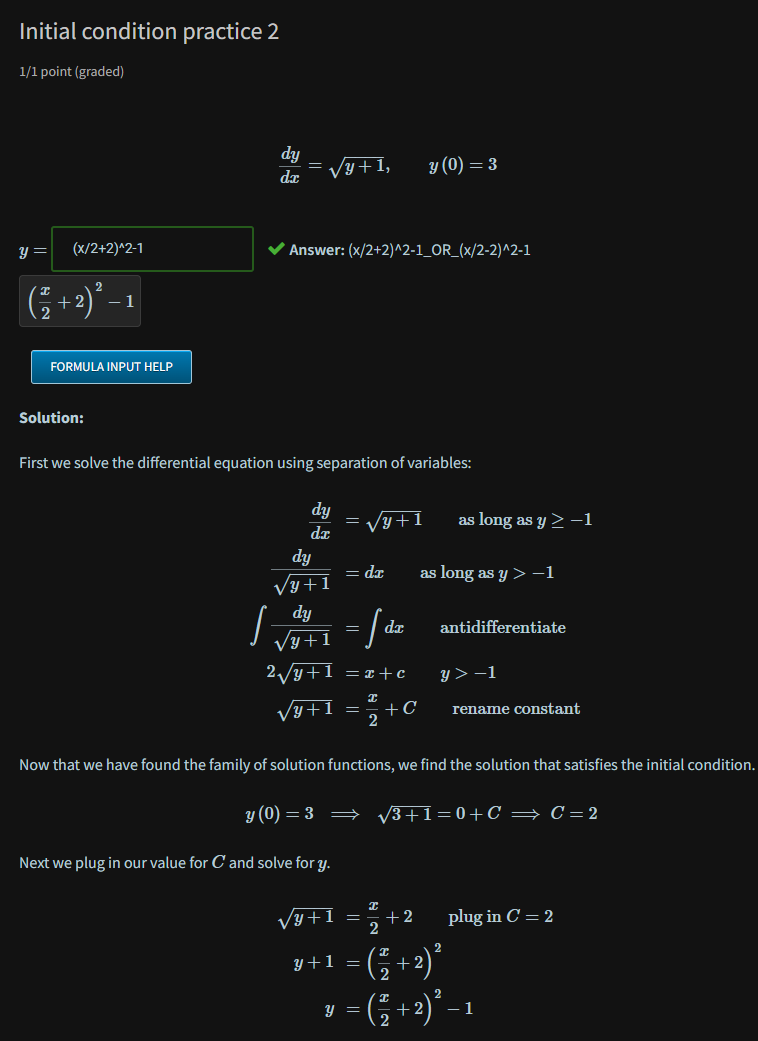 Initial condition practice 2
1/1 point (graded)
dy/dx = √(y+1),   y(0) = 3
y = (x/2+2)^2-1 ✔ Answer: (x/2+2)^2-1_OR_(x/2-2)^2-1
(x/2 + 2)² − 1
FORMULA INPUT HELP
Solution:
First we solve the differential equation using separation of variables:
dy/dx = √(y+1)   as long as y ≥ −1
dy/√(y+1) = dx   as long as y > −1
∫ dy/√(y+1) = ∫ dx   antidifferentiate
2√(y+1) = x + c   y > −1
√(y+1) = x/2 + C   rename constant
Now that we have found the family of solution functions, we find the solution that satisfies the initial condition.
y(0) = 3 ⟹ √(3+1) = 0 + C ⟹ C = 2
Next we plug in our value for C and solve for y.
√(y+1) = x/2 + 2   plug in C = 2
y + 1 = (x/2 + 2)²
y = (x/2 + 2)² − 1